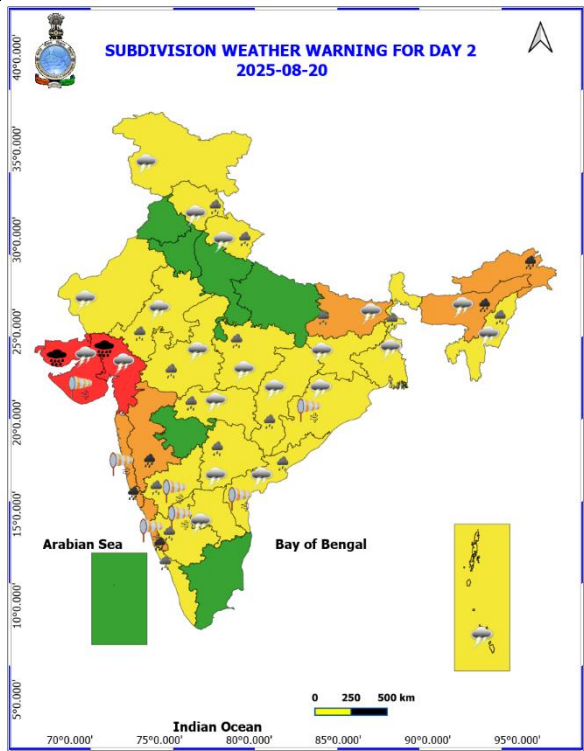 SUBDIVISION WEATHER WARNING FOR DAY 2
2025-08-20
40°0.000'
35°0.000'
30°0.000'
25°0.000'
20°0.000'
15°0.000'
10°0.000'
5°0.000'
Arabian Sea
Bay of Bengal
0 250 500 km
Indian Ocean
70°0.000' 75°0.000' 80°0.000' 85°0.000' 90°0.000' 95°0.000'